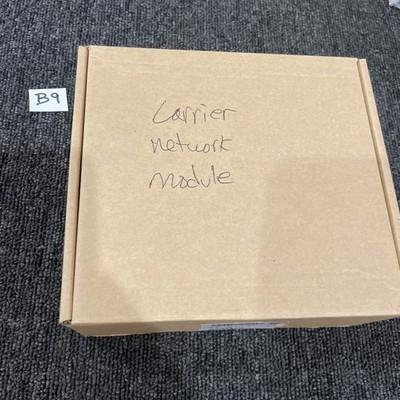 B9
Carrier
network
Module